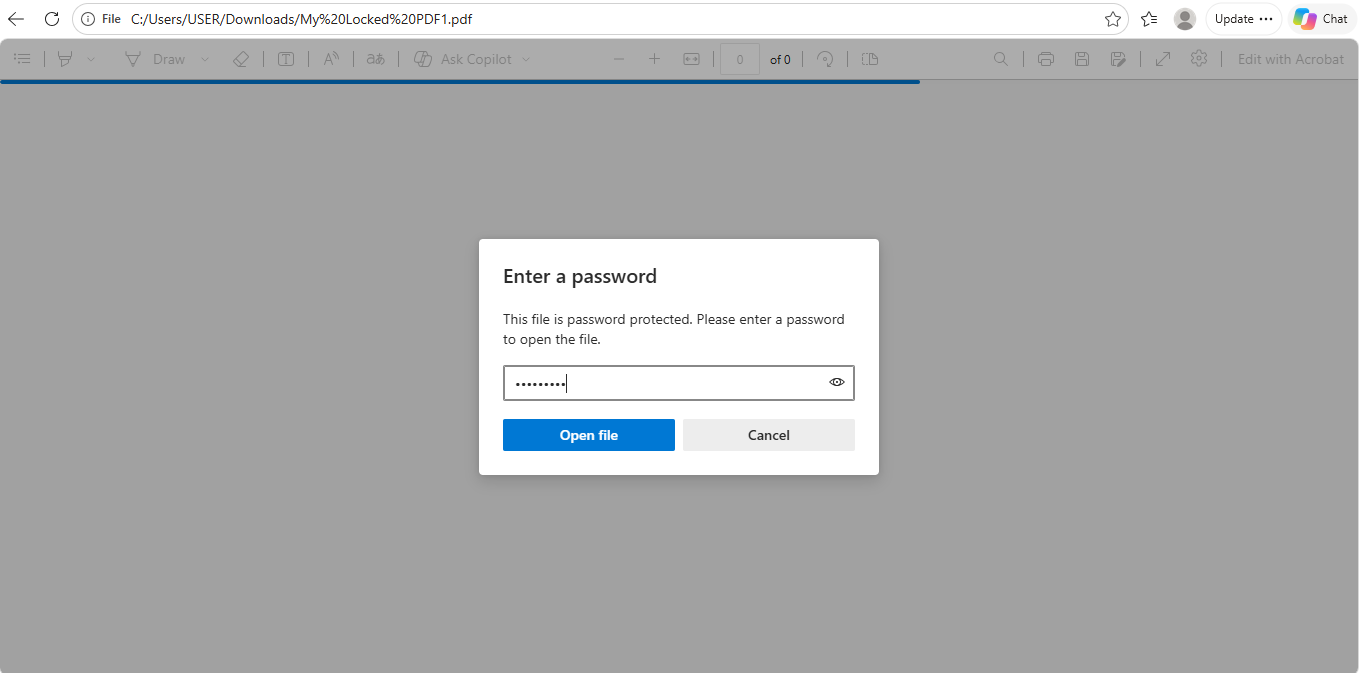 File C:/Users/USER/Downloads/My%20Locked%20PDF1.pdf Update Chat
Draw Ask Copilot 0 of 0 Edit with Acrobat
Enter a password
This file is password protected. Please enter a password
to open the file.
•••••••••
Open file Cancel